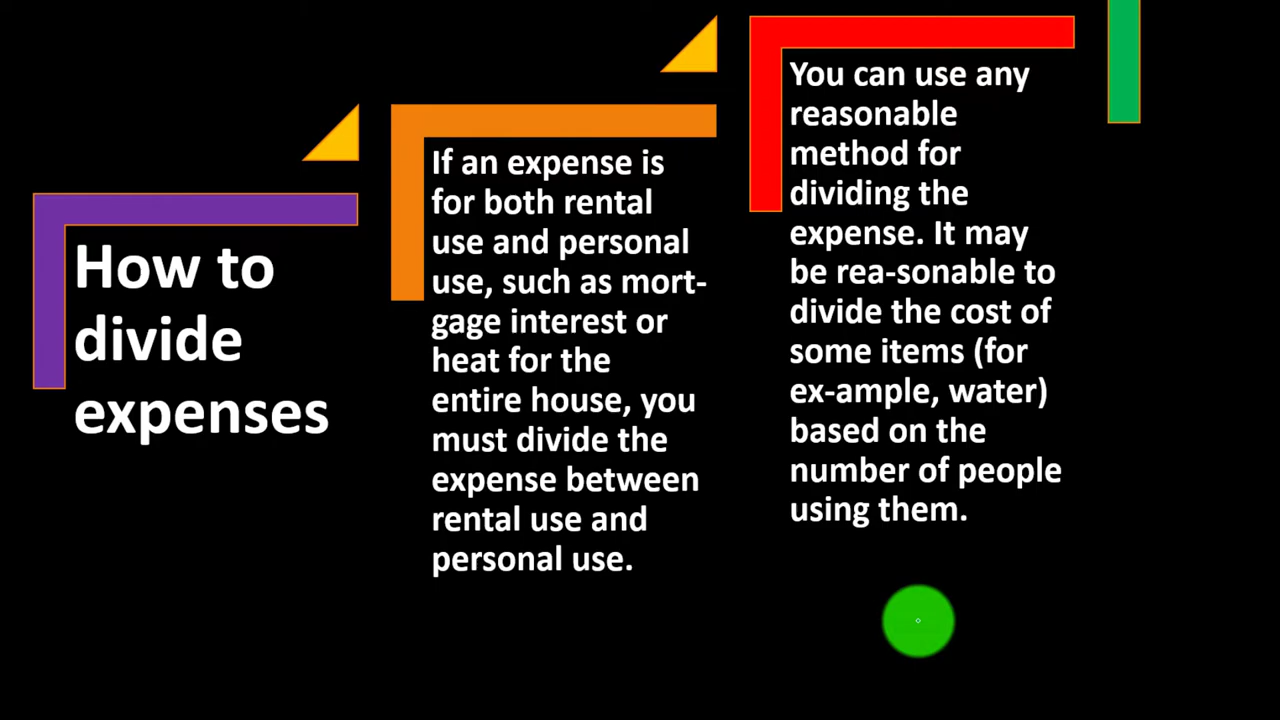 How to
divide
expenses
If an expense is
for both rental
use and personal
use, such as mort-
gage interest or
heat for the
entire house, you
must divide the
expense between
rental use and
personal use.
You can use any
reasonable
method for
dividing the
expense. It may
be rea-sonable to
divide the cost of
some items (for
ex-ample, water)
based on the
number of people
using them.